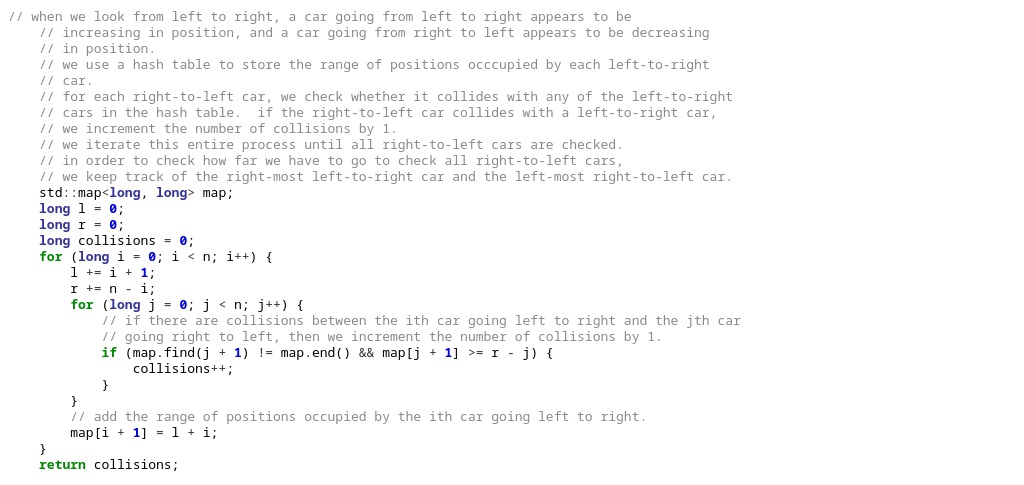 // when we look from left to right, a car going from left to right appears to be
// increasing in position, and a car going from right to left appears to be decreasing
// in position.
// we use a hash table to store the range of positions occcupied by each left-to-right
// car.
// for each right-to-left car, we check whether it collides with any of the left-to-right
// cars in the hash table.  if the right-to-left car collides with a left-to-right car,
// we increment the number of collisions by 1.
// we iterate this entire process until all right-to-left cars are checked.
// in order to check how far we have to go to check all right-to-left cars,
// we keep track of the right-most left-to-right car and the left-most right-to-left car.
std::map<long, long> map;
long l = 0;
long r = 0;
long collisions = 0;
for (long i = 0; i < n; i++) {
l += i + 1;
r += n - i;
for (long j = 0; j < n; j++) {
// if there are collisions between the ith car going left to right and the jth car
// going right to left, then we increment the number of collisions by 1.
if (map.find(j + 1) != map.end() && map[j + 1] >= r - j) {
collisions++;
}
}
// add the range of positions occupied by the ith car going left to right.
map[i + 1] = l + i;
}
return collisions;